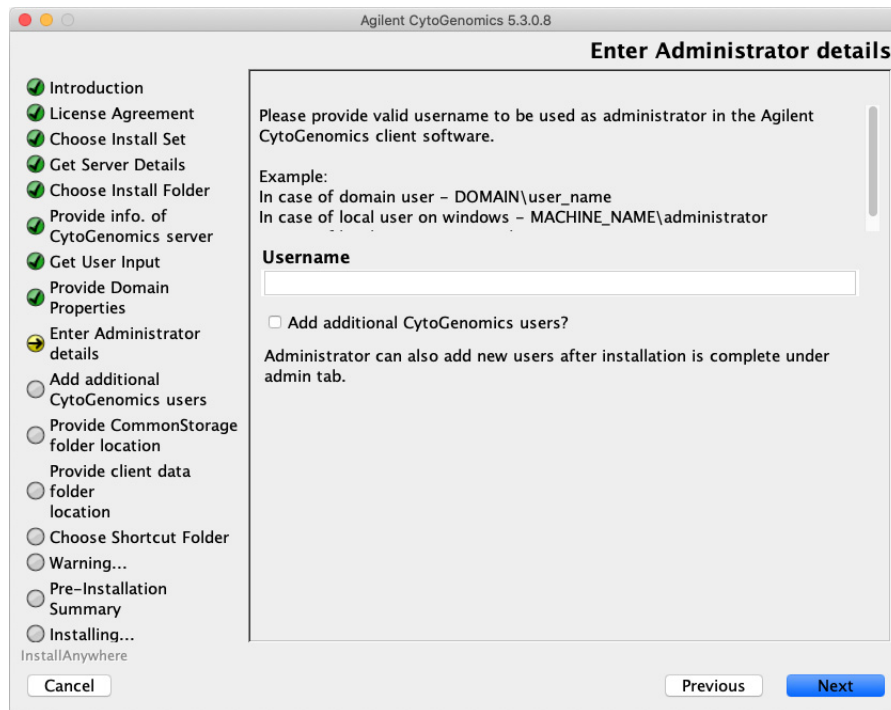 Agilent CytoGenomics 5.3.0.8
Enter Administrator details
Introduction
License Agreement
Choose Install Set
Get Server Details
Choose Install Folder
Provide info. of
CytoGenomics server
Get User Input
Provide Domain
Properties
Enter Administrator
details
Add additional
CytoGenomics users
Provide CommonStorage
folder location
Provide client data
folder
location
Choose Shortcut Folder
Warning...
Pre-Installation
Summary
Installing...
Please provide valid username to be used as administrator in the Agilent
CytoGenomics client software.
Example:
In case of domain user – DOMAIN\user_name
In case of local user on windows – MACHINE_NAME\administrator
Username
Add additional CytoGenomics users?
Administrator can also add new users after installation is complete under
admin tab.
InstallAnywhere
Cancel
Previous
Next